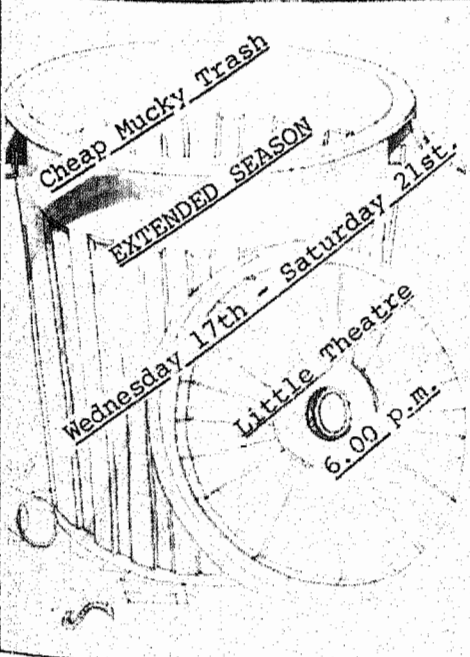 Cheap Mucky Trash
EXTENDED SEASON
Wednesday 17th - Saturday 21st.
Little Theatre
6.00 p.m.